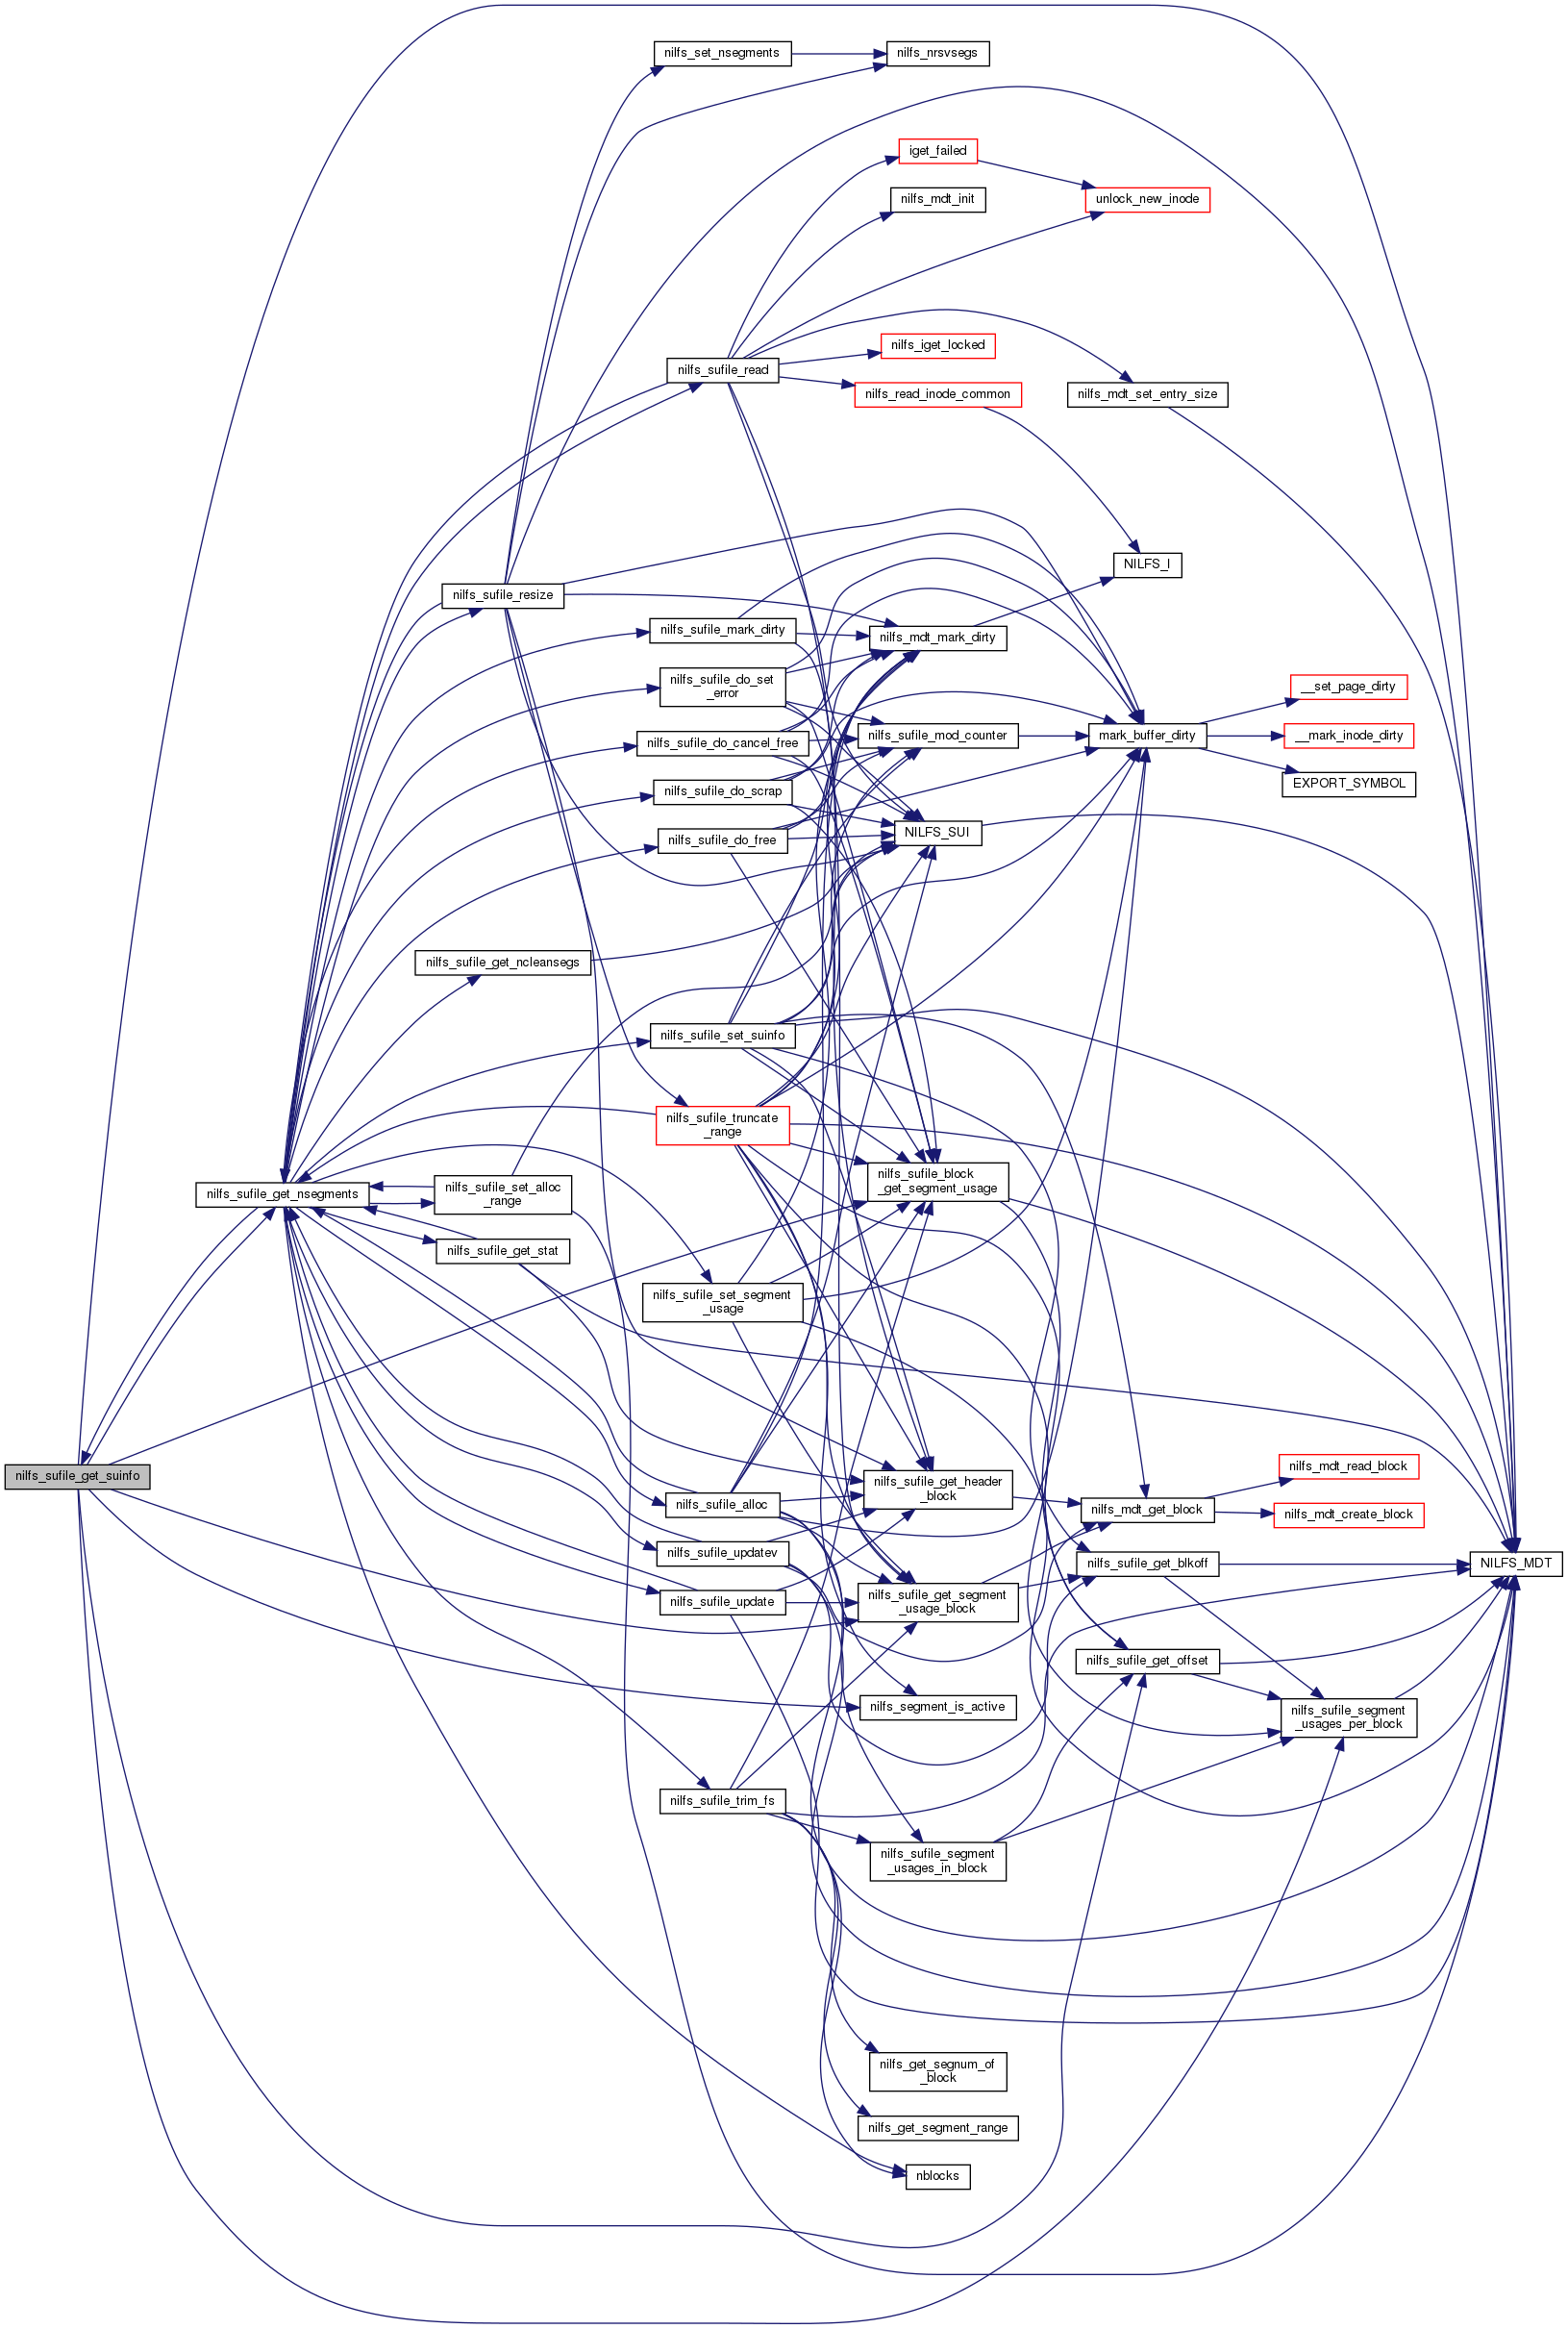 nilfs_set_nsegments
nilfs_nrsvsegs
iget_failed
nilfs_mdt_init
unlock_new_inode
nilfs_iget_locked
nilfs_sufile_read
nilfs_read_inode_common
nilfs_mdt_set_entry_size
NILFS_I
nilfs_sufile_resize
nilfs_sufile_mark_dirty
nilfs_mdt_mark_dirty
nilfs_sufile_do_set
_error
__set_page_dirty
nilfs_sufile_do_cancel_free
nilfs_sufile_mod_counter
mark_buffer_dirty
__mark_inode_dirty
nilfs_sufile_do_scrap
EXPORT_SYMBOL
nilfs_sufile_do_free
NILFS_SUI
nilfs_sufile_get_ncleansegs
nilfs_sufile_set_suinfo
nilfs_sufile_truncate
_range
nilfs_sufile_block
_get_segment_usage
nilfs_sufile_get_nsegments
nilfs_sufile_set_alloc
_range
nilfs_sufile_get_stat
nilfs_sufile_set_segment
_usage
nilfs_sufile_get_suinfo
nilfs_sufile_get_header
_block
nilfs_mdt_read_block
nilfs_sufile_alloc
nilfs_mdt_get_block
nilfs_mdt_create_block
nilfs_sufile_updatev
nilfs_sufile_get_blkoff
NILFS_MDT
nilfs_sufile_update
nilfs_sufile_get_segment
_usage_block
nilfs_sufile_get_offset
nilfs_segment_is_active
nilfs_sufile_segment
_usages_per_block
nilfs_sufile_trim_fs
nilfs_sufile_segment
_usages_in_block
nilfs_get_segnum_of
_block
nilfs_get_segment_range
nblocks